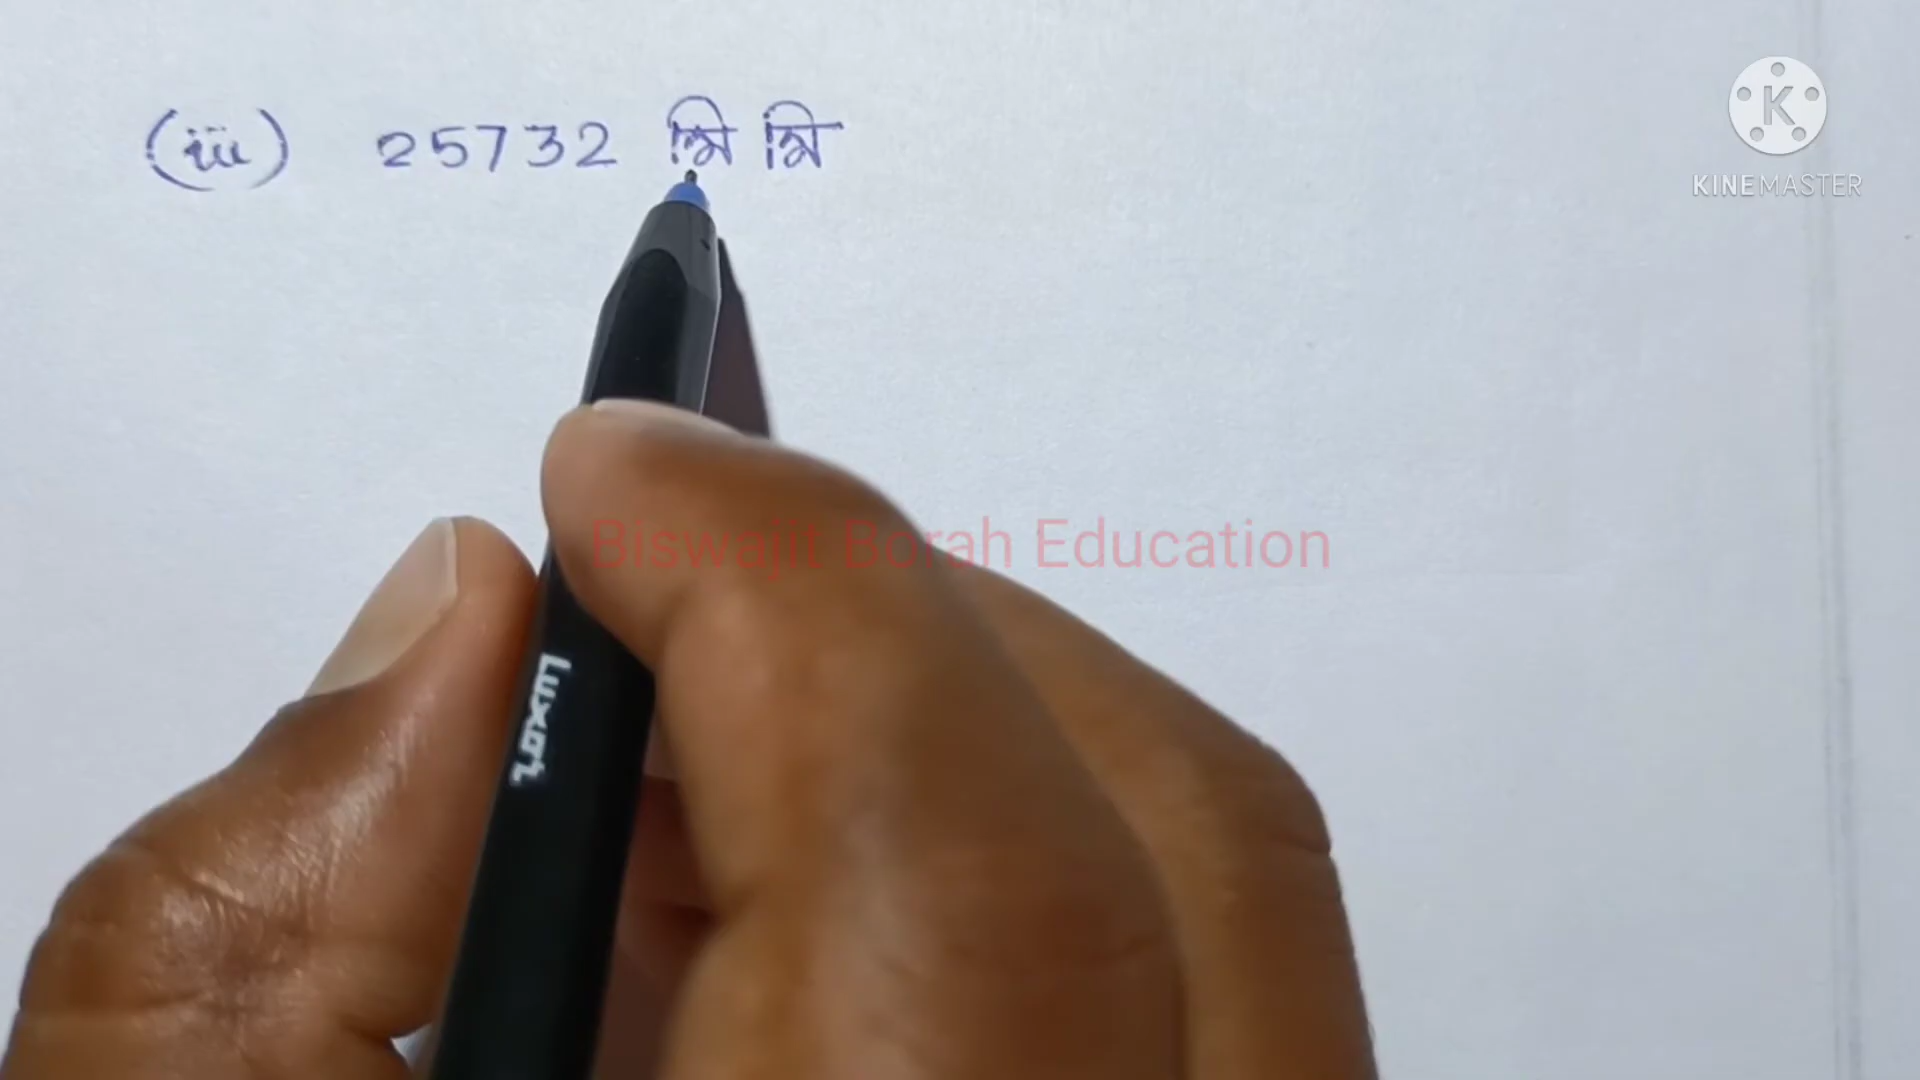 (iii) 25732 মি মি
KINEMASTER
Biswajit Borah Education
Luxor